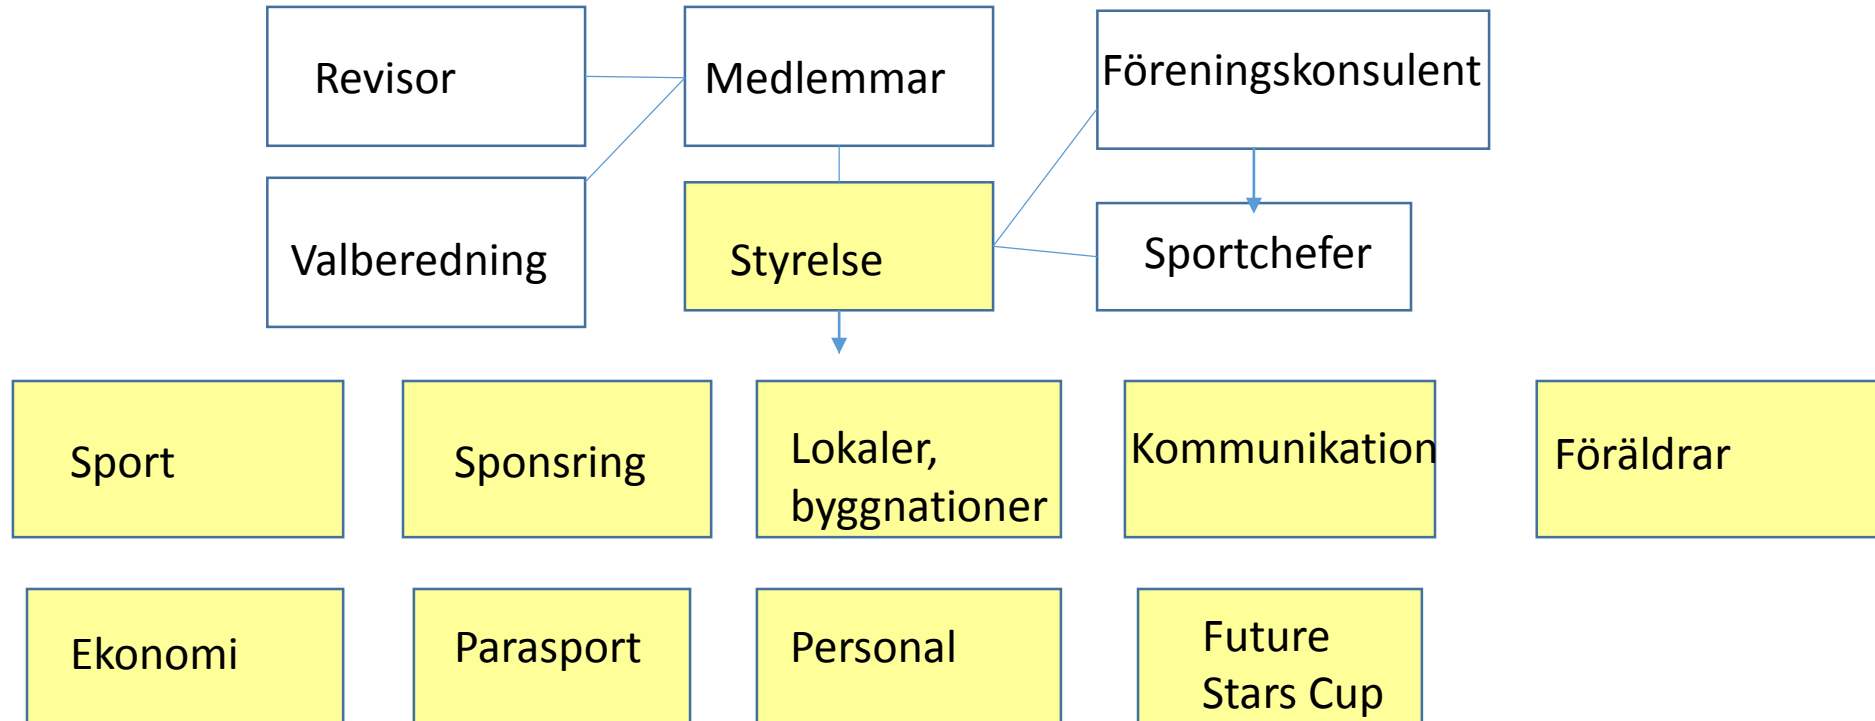 Revisor
Medlemmar
Föreningskonsulent
Valberedning
Styrelse
Sportchefer
Sport
Sponsring
Lokaler,
byggnationer
Kommunikation
Föräldrar
Ekonomi
Parasport
Personal
Future
Stars Cup